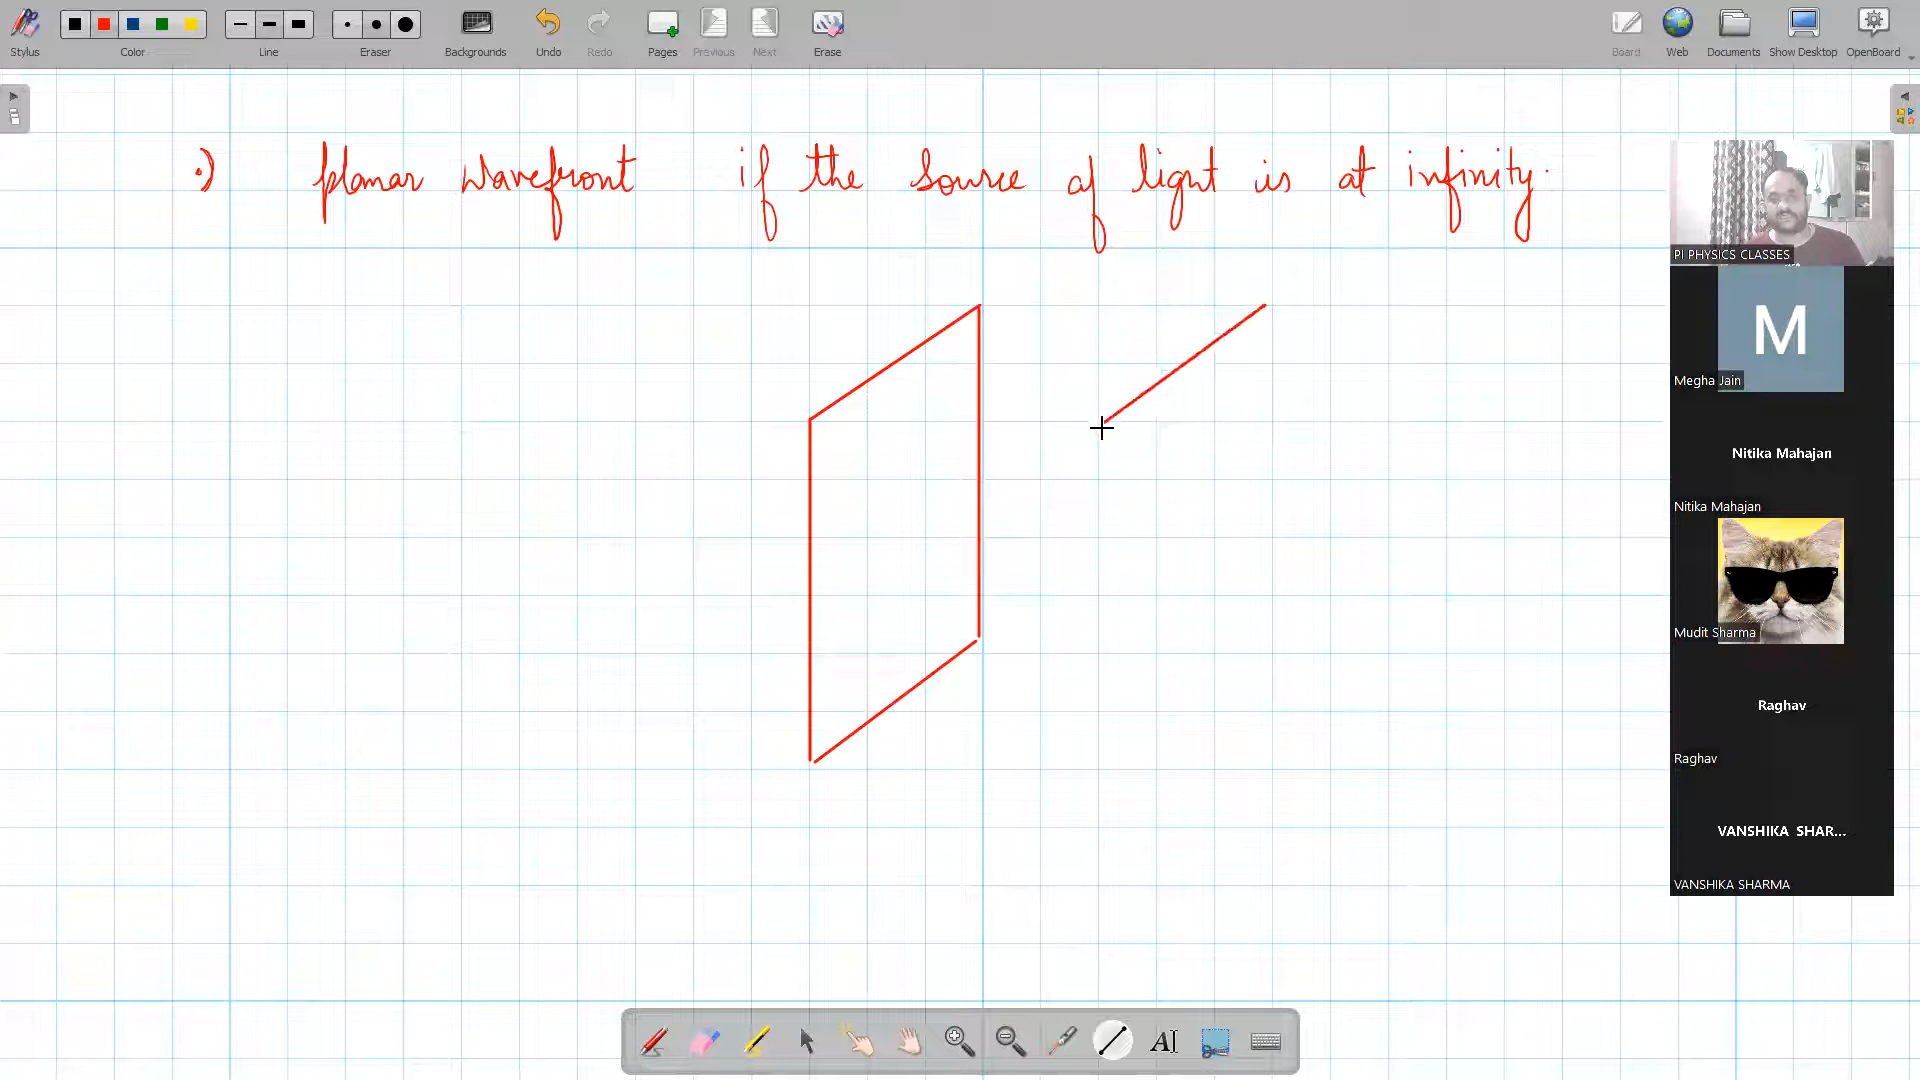 Stylus
Color
Line
Eraser
Backgrounds
Undo
Redo
Pages
Previous
Next
Erase
Board
Web
Documents
Show Desktop
OpenBoard
.) planar wavefront if the source of light is at infinity.
PI PHYSICS CLASSES
M
Megha Jain
Nitika Mahajan
Nitika Mahajan
Mudit Sharma
Raghav
Raghav
VANSHIKA SHAR...
VANSHIKA SHARMA
AI